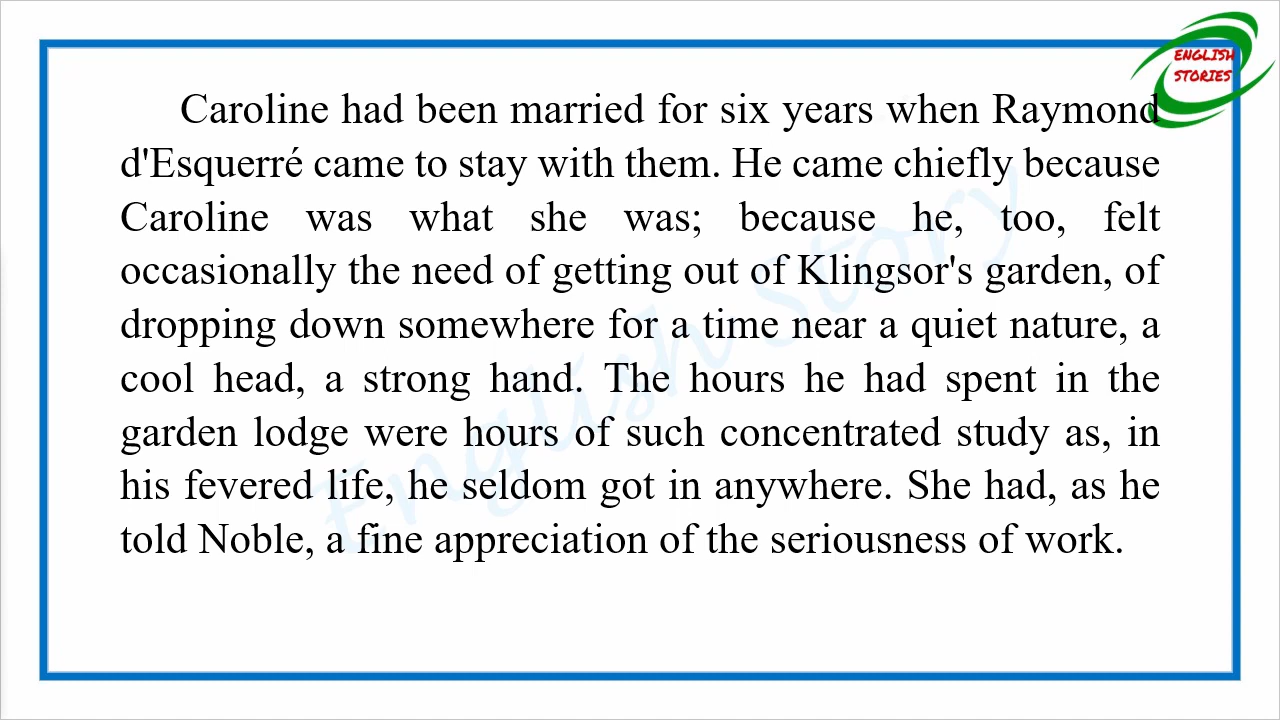 ENGLISH
STORIES
Caroline had been married for six years when Raymond
d'Esquerré came to stay with them. He came chiefly because
Caroline was what she was; because he, too, felt
occasionally the need of getting out of Klingsor's garden, of
dropping down somewhere for a time near a quiet nature, a
cool head, a strong hand. The hours he had spent in the
garden lodge were hours of such concentrated study as, in
his fevered life, he seldom got in anywhere. She had, as he
told Noble, a fine appreciation of the seriousness of work.
English Story